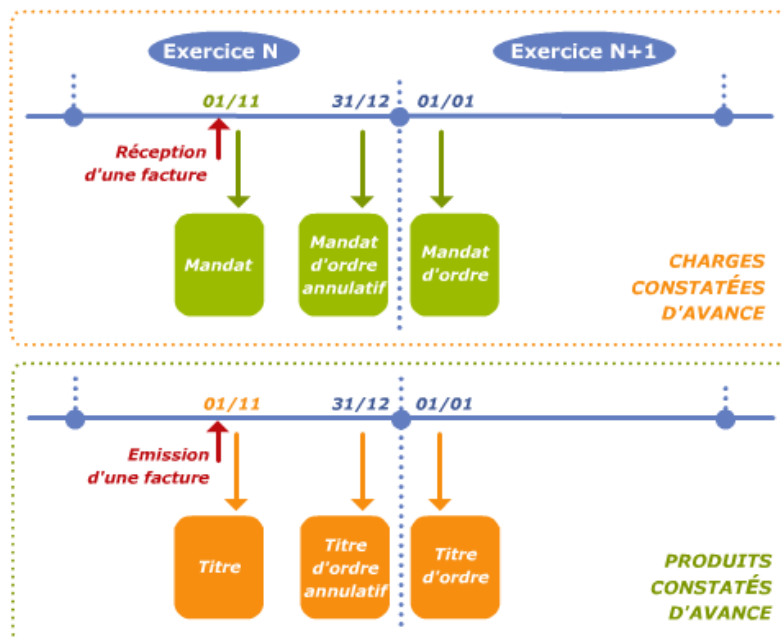 Exercice N
Exercice N+1
01/11
31/12
01/01
Réception
d'une facture
Mandat
Mandat
d'ordre
annulatif
Mandat
d'ordre
CHARGES
CONSTATÉES
D'AVANCE
01/11
31/12
01/01
Emission
d'une facture
Titre
Titre
d'ordre
annulatif
Titre
d'ordre
PRODUITS
CONSTATÉS
D'AVANCE